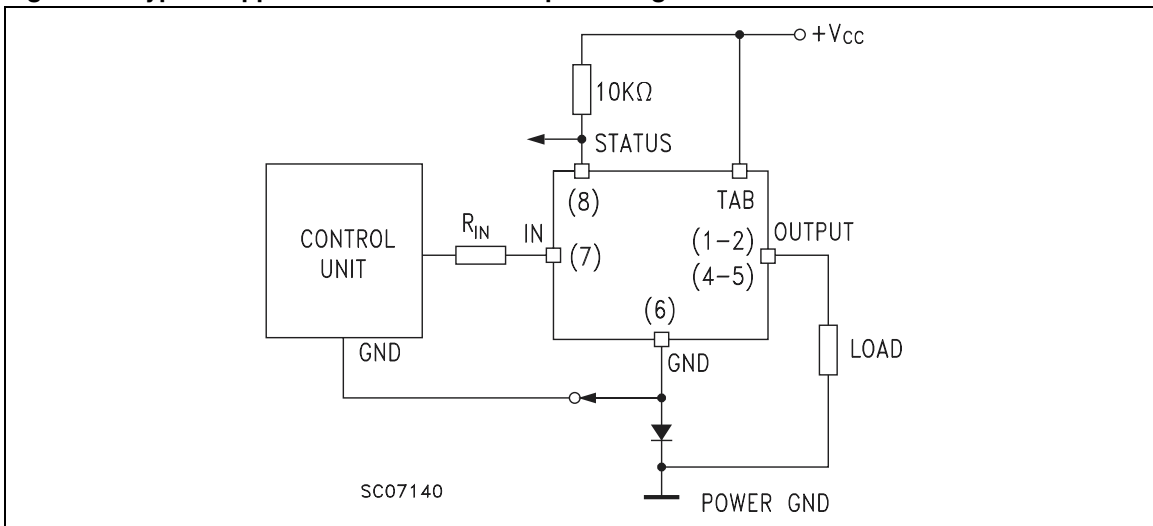 +VCC
10KΩ
STATUS
(8)
TAB
CONTROL
UNIT
RIN
IN
(7)
(1-2)
(4-5)
OUTPUT
(6)
GND
GND
LOAD
SC07140
POWER GND